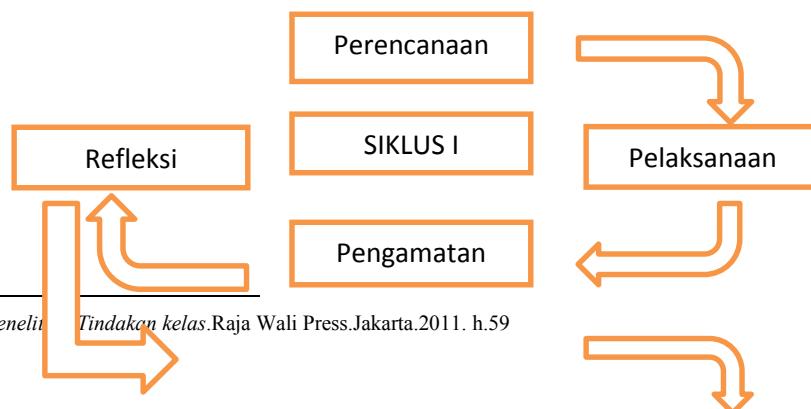 Perencanaan
Refleksi
SIKLUS I
Pelaksanaan
Pengamatan
Tindakan kelas.Raja Wali Press.Jakarta.2011. h.59